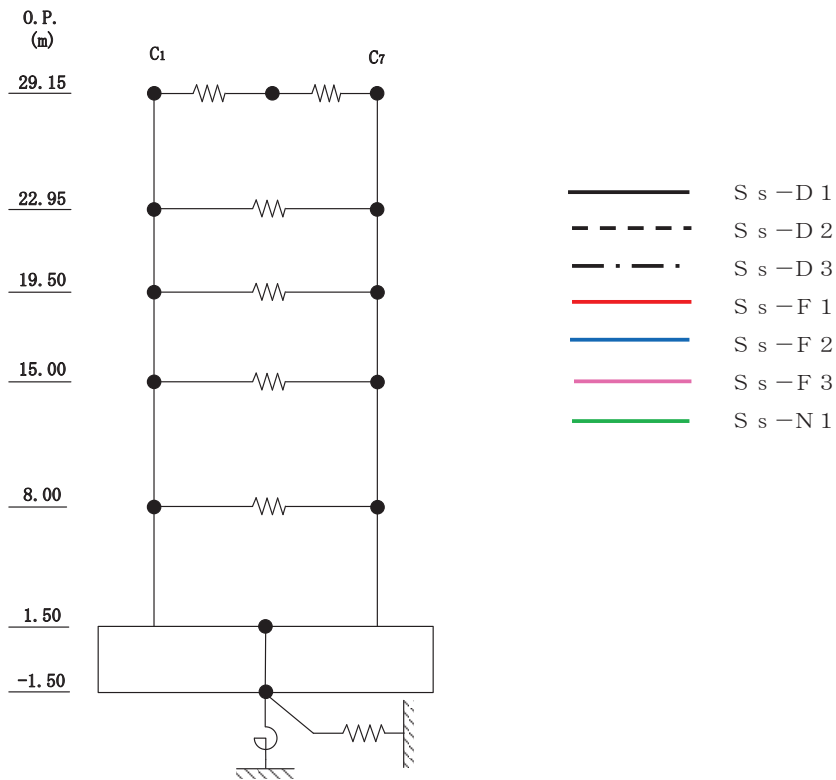 O.P.
(m)
C1
C7
29.15
22.95
19.50
15.00
8.00
1.50
-1.50
Ｓｓ－Ｄ１
Ｓｓ－Ｄ２
Ｓｓ－Ｄ３
Ｓｓ－Ｆ１
Ｓｓ－Ｆ２
Ｓｓ－Ｆ３
Ｓｓ－Ｎ１